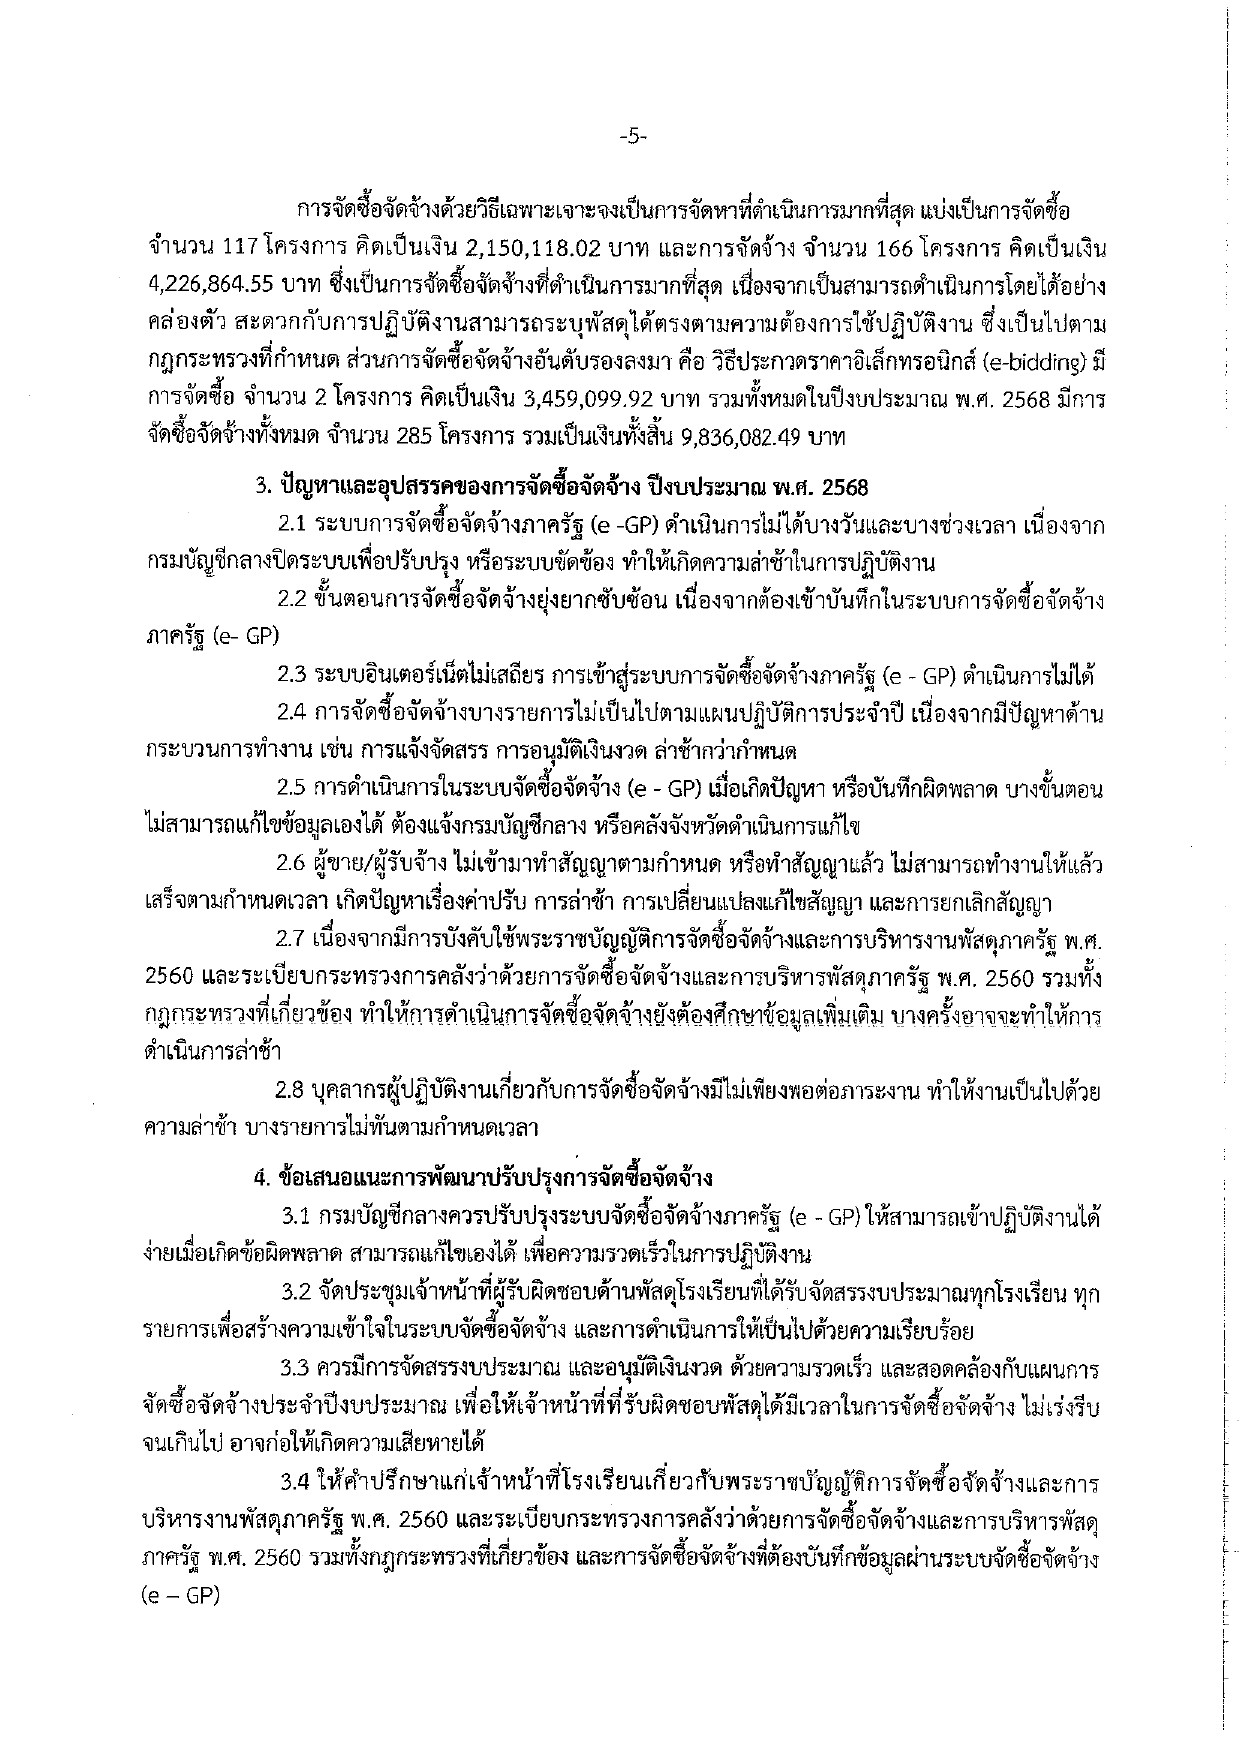 -5-
การจัดซื้อจัดจ้างด้วยวิธีเฉพาะเจาะจงเป็นการจัดหาที่ดำเนินการมากที่สุด แบ่งเป็นการจัดซื้อ
จำนวน 117 โครงการ คิดเป็นเงิน 2,150,118.02 บาท และการจัดจ้าง จำนวน 166 โครงการ คิดเป็นเงิน
4,226,864.55 บาท ซึ่งเป็นการจัดซื้อจัดจ้างที่ดำเนินการมากที่สุด เนื่องจากเป็นสามารถดำเนินการโดยได้อย่าง
คล่องตัว สะดวกกับการปฏิบัติงานสามารถระบุพัสดุได้ตรงตามความต้องการใช้ปฏิบัติงาน ซึ่งเป็นไปตาม
กฎกระทรวงที่กำหนด ส่วนการจัดซื้อจัดจ้างอันดับรองลงมา คือ วิธีประกวดราคาอิเล็กทรอนิกส์ (e-bidding) มี
การจัดซื้อ จำนวน 2 โครงการ คิดเป็นเงิน 3,459,099.92 บาท รวมทั้งหมดในปีงบประมาณ พ.ศ. 2568 มีการ
จัดซื้อจัดจ้างทั้งหมด จำนวน 285 โครงการ รวมเป็นเงินทั้งสิ้น 9,836,082.49 บาท
3. ปัญหาและอุปสรรคของการจัดซื้อจัดจ้าง ปีงบประมาณ พ.ศ. 2568
2.1 ระบบการจัดซื้อจัดจ้างภาครัฐ (e -GP) ดำเนินการไม่ได้บางวันและบางช่วงเวลา เนื่องจาก
กรมบัญชีกลางปิดระบบเพื่อปรับปรุง หรือระบบขัดข้อง ทำให้เกิดความล่าช้าในการปฏิบัติงาน
2.2 ขั้นตอนการจัดซื้อจัดจ้างยุ่งยากซับซ้อน เนื่องจากต้องเข้าบันทึกในระบบการจัดซื้อจัดจ้าง
ภาครัฐ (e- GP)
2.3 ระบบอินเตอร์เน็ตไม่เสถียร การเข้าสู่ระบบการจัดซื้อจัดจ้างภาครัฐ (e - GP) ดำเนินการไม่ได้
2.4 การจัดซื้อจัดจ้างบางรายการไม่เป็นไปตามแผนปฏิบัติการประจำปี เนื่องจากมีปัญหาด้าน
กระบวนการทำงาน เช่น การแจ้งจัดสรร การอนุมัติเงินงวด ล่าช้ากว่ากำหนด
2.5 การดำเนินการในระบบจัดซื้อจัดจ้าง (e - GP) เมื่อเกิดปัญหา หรือบันทึกผิดพลาด บางขั้นตอน
ไม่สามารถแก้ไขข้อมูลเองได้ ต้องแจ้งกรมบัญชีกลาง หรือคลังจังหวัดดำเนินการแก้ไข
2.6 ผู้ขาย/ผู้รับจ้าง ไม่เข้ามาทำสัญญาตามกำหนด หรือทำสัญญาแล้ว ไม่สามารถทำงานให้แล้ว
เสร็จตามกำหนดเวลา เกิดปัญหาเรื่องค่าปรับ การล่าช้า การเปลี่ยนแปลงแก้ไขสัญญา และการยกเลิกสัญญา
2.7 เนื่องจากมีการบังคับใช้พระราชบัญญัติการจัดซื้อจัดจ้างและการบริหารงานพัสดุภาครัฐ พ.ศ.
2560 และระเบียบกระทรวงการคลังว่าด้วยการจัดซื้อจัดจ้างและการบริหารพัสดุภาครัฐ พ.ศ. 2560 รวมทั้ง
กฎกระทรวงที่เกี่ยวข้อง ทำให้การดำเนินการจัดซื้อจัดจ้างยังต้องศึกษาข้อมูลเพิ่มเติม บางครั้งอาจจะทำให้การ
ดำเนินการล่าช้า
2.8 บุคลากรผู้ปฏิบัติงานเกี่ยวกับการจัดซื้อจัดจ้างมีไม่เพียงพอต่อภาระงาน ทำให้งานเป็นไปด้วย
ความล่าช้า บางรายการไม่ทันตามกำหนดเวลา
4. ข้อเสนอแนะการพัฒนาปรับปรุงการจัดซื้อจัดจ้าง
3.1 กรมบัญชีกลางควรปรับปรุงระบบจัดซื้อจัดจ้างภาครัฐ (e - GP) ให้สามารถเข้าปฏิบัติงานได้
ง่ายเมื่อเกิดข้อผิดพลาด สามารถแก้ไขเองได้ เพื่อความรวดเร็วในการปฏิบัติงาน
3.2 จัดประชุมเจ้าหน้าที่ผู้รับผิดชอบด้านพัสดุโรงเรียนที่ได้รับจัดสรรงบประมาณทุกโรงเรียน ทุก
รายการเพื่อสร้างความเข้าใจในระบบจัดซื้อจัดจ้าง และการดำเนินการให้เป็นไปด้วยความเรียบร้อย
3.3 ควรมีการจัดสรรงบประมาณ และอนุมัติเงินงวด ด้วยความรวดเร็ว และสอดคล้องกับแผนการ
จัดซื้อจัดจ้างประจำปีงบประมาณ เพื่อให้เจ้าหน้าที่ที่รับผิดชอบพัสดุได้มีเวลาในการจัดซื้อจัดจ้าง ไม่เร่งรีบ
จนเกินไป อาจก่อให้เกิดความเสียหายได้
3.4 ให้คำปรึกษาแก่เจ้าหน้าที่โรงเรียนเกี่ยวกับพระราชบัญญัติการจัดซื้อจัดจ้างและการ
บริหารงานพัสดุภาครัฐ พ.ศ. 2560 และระเบียบกระทรวงการคลังว่าด้วยการจัดซื้อจัดจ้างและการบริหารพัสดุ
ภาครัฐ พ.ศ. 2560 รวมทั้งกฎกระทรวงที่เกี่ยวข้อง และการจัดซื้อจัดจ้างที่ต้องบันทึกข้อมูลผ่านระบบจัดซื้อจัดจ้าง
(e – GP)